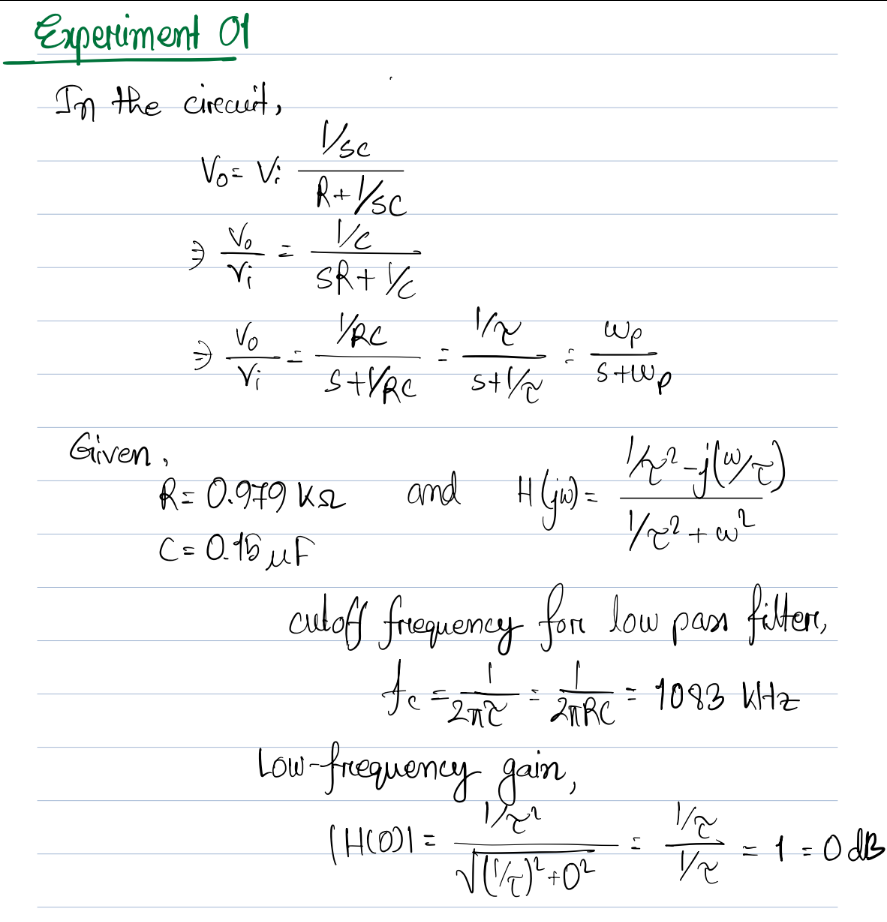 Experiment 01
In the circuit,
V₀ = Vᵢ (1/SC)/(R+1/SC)
∋ V₀/Vᵢ = (1/C)/(SR+1/C)
∋ V₀/Vᵢ = (1/RC)/(S+1/RC) = (1/τ)/(S+1/τ) = ωp/(S+ωp)
Given,
R = 0.979 KΩ and H(jω) = (1/τ² - j(ω/τ))/(1/τ² + ω²)
C = 0.15 μF
cutoff frequency for low pass filter,
fc = 1/2πτ = 1/2πRC = 1083 kHz
Low-frequency gain,
|H(0)| = (1/τ²)/√((1/τ)²+0²) = (1/τ)/(1/τ) = 1 = 0 dB